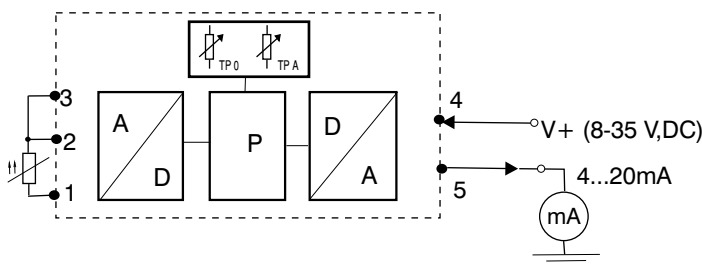 TP 0 TP A
3
2
1
A
D
P
D
A
4
V+ (8-35 V,DC)
5
4...20mA
mA